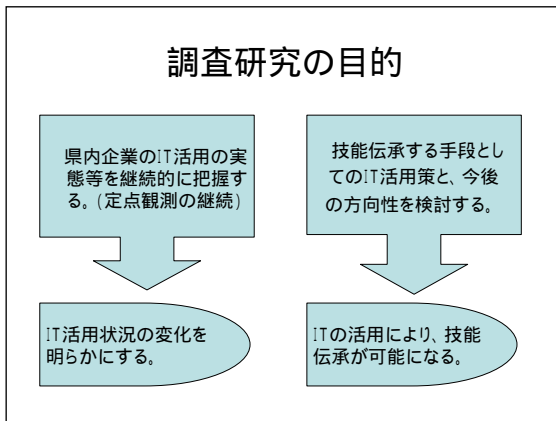 調査研究の目的
県内企業のIT活用の実
態等を継続的に把握す
る。(定点観測の継続)
技能伝承する手段とし
てのIT活用策と、今後
の方向性を検討する。
IT活用状況の変化を
明らかにする。
ITの活用により、技能
伝承が可能になる。